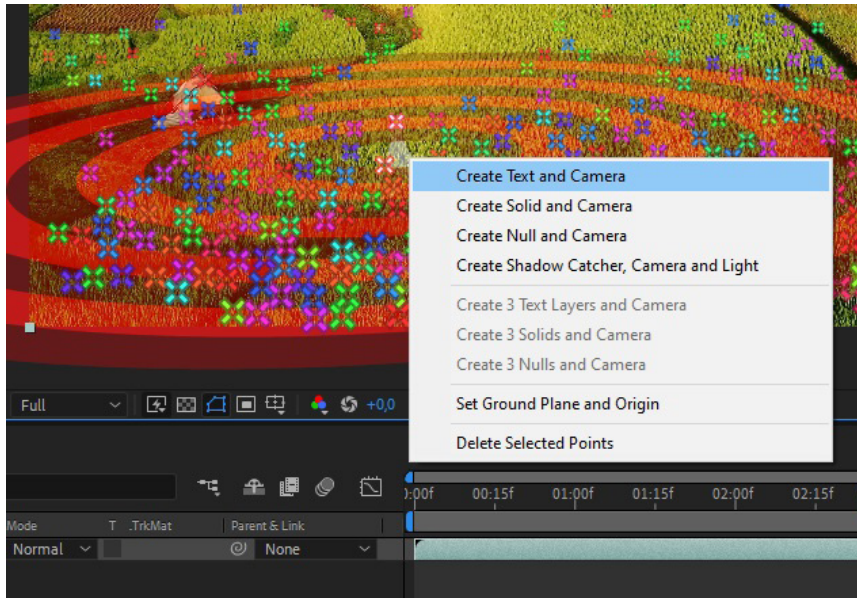 Create Text and Camera
Create Solid and Camera
Create Null and Camera
Create Shadow Catcher, Camera and Light
Create 3 Text Layers and Camera
Create 3 Solids and Camera
Create 3 Nulls and Camera
Set Ground Plane and Origin
Delete Selected Points
Full +0,0
):00f 00:15f 01:00f 01:15f 02:00f 02:15f
Mode T .TrkMat Parent & Link
Normal None